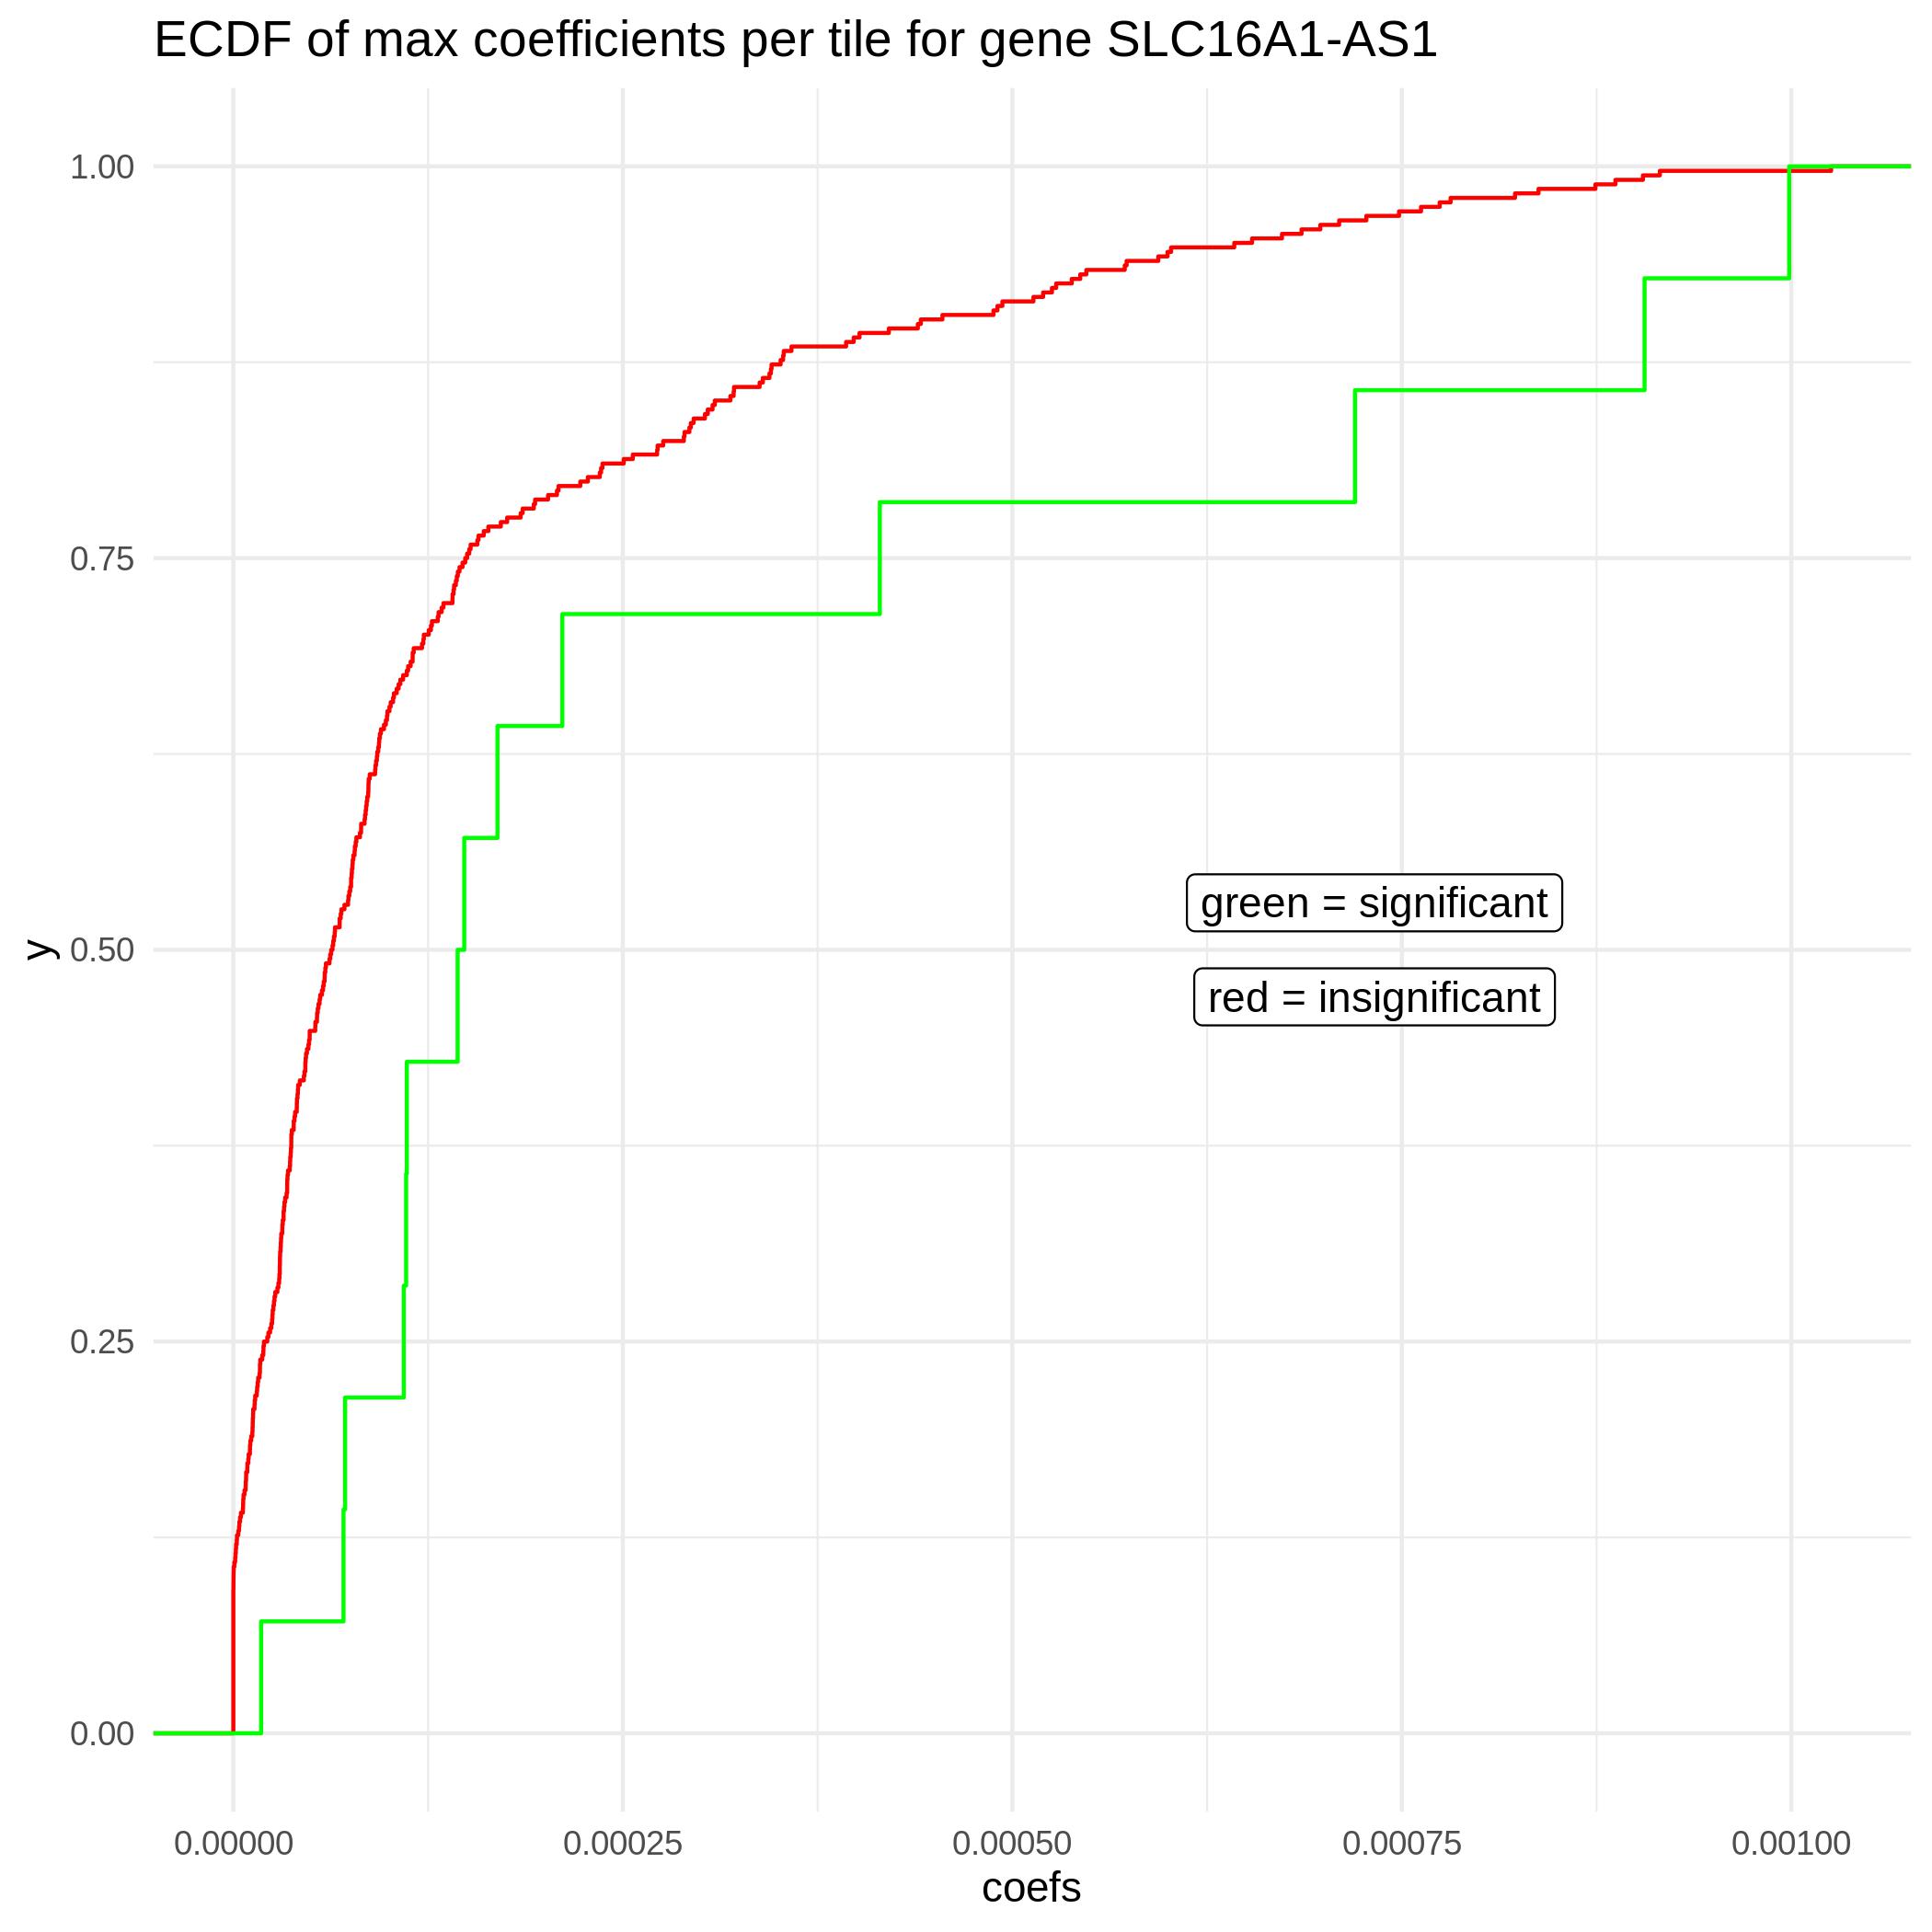 ECDF of max coefficients per tile for gene SLC16A1-AS1
1.00
0.75
0.50
0.25
0.00
y
green = significant
red = insignificant
0.00000 0.00025 0.00050 0.00075 0.00100
coefs